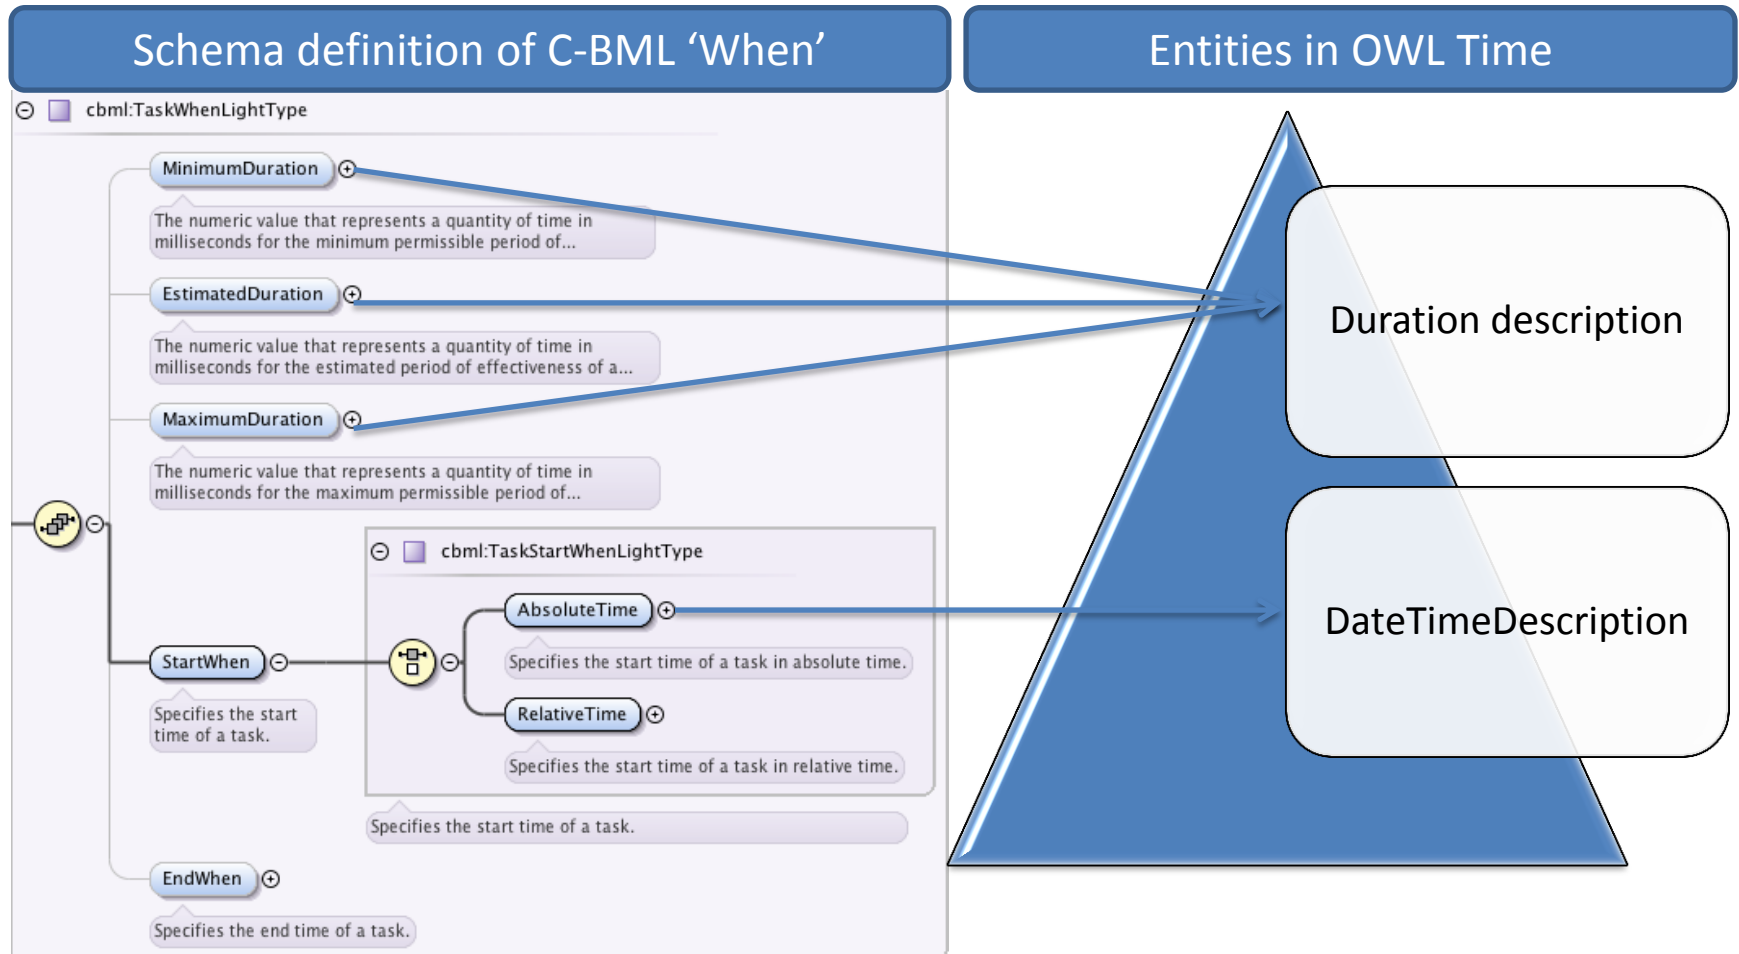 Schema definition of C-BML ‘When’
Entities in OWL Time
cbml:TaskWhenLightType
MinimumDuration
The numeric value that represents a quantity of time in
milliseconds for the minimum permissible period of...
EstimatedDuration
The numeric value that represents a quantity of time in
milliseconds for the estimated period of effectiveness of a...
MaximumDuration
The numeric value that represents a quantity of time in
milliseconds for the maximum permissible period of...
cbml:TaskStartWhenLightType
AbsoluteTime
Specifies the start time of a task in absolute time.
StartWhen
Specifies the start
time of a task.
RelativeTime
Specifies the start time of a task in relative time.
Specifies the start time of a task.
EndWhen
Specifies the end time of a task.
Duration description
DateTimeDescription